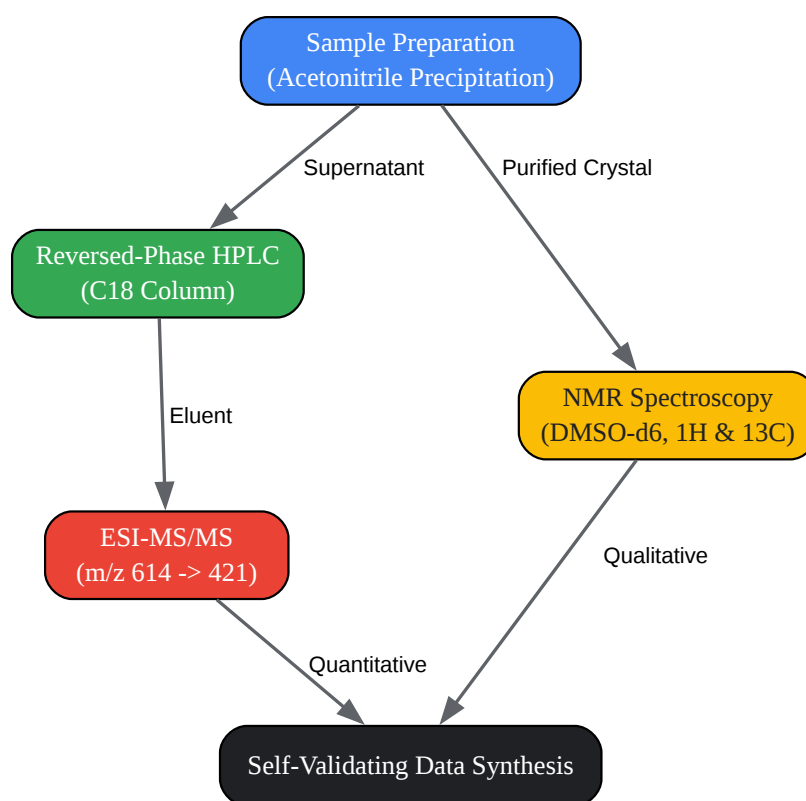 Sample Preparation
(Acetonitrile Precipitation)
Supernatant
Purified Crystal
Reversed-Phase HPLC
(C18 Column)
NMR Spectroscopy
(DMSO-d6, 1H & 13C)
Eluent
ESI-MS/MS
(m/z 614 -> 421)
Qualitative
Quantitative
Self-Validating Data Synthesis